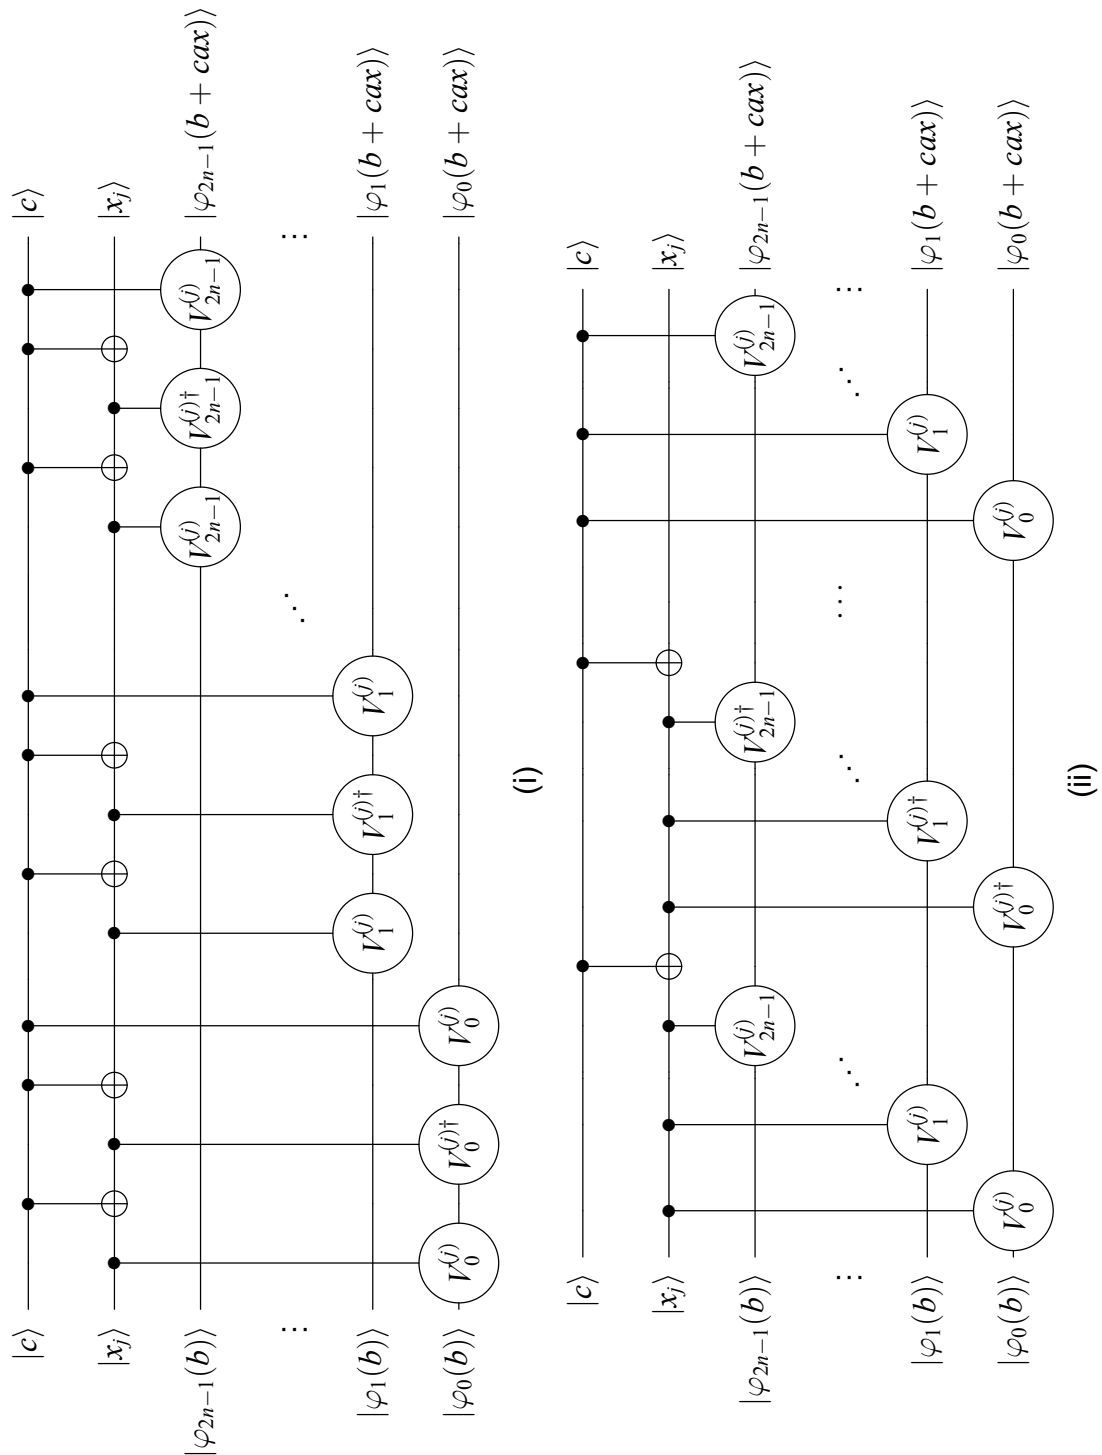 |c⟩ |c⟩
|x_j⟩ |x_j⟩
|φ_{2n−1}(b)⟩ V_{2n−1}^{(j)} V_{2n−1}^{(j)†} V_{2n−1}^{(j)} |φ_{2n−1}(b + cax)⟩
⋮ ⋱ ⋮
|φ_1(b)⟩ V_1^{(j)} V_1^{(j)†} V_1^{(j)} |φ_1(b + cax)⟩
|φ_0(b)⟩ V_0^{(j)} V_0^{(j)†} V_0^{(j)} |φ_0(b + cax)⟩
(i)
|c⟩ |c⟩
|x_j⟩ |x_j⟩
|φ_{2n−1}(b)⟩ V_{2n−1}^{(j)} V_{2n−1}^{(j)†} V_{2n−1}^{(j)} |φ_{2n−1}(b + cax)⟩
⋮ ⋱ ⋱ ⋮ ⋱ ⋮
|φ_1(b)⟩ V_1^{(j)} V_1^{(j)†} V_1^{(j)} |φ_1(b + cax)⟩
|φ_0(b)⟩ V_0^{(j)} V_0^{(j)†} V_0^{(j)} |φ_0(b + cax)⟩
(ii)